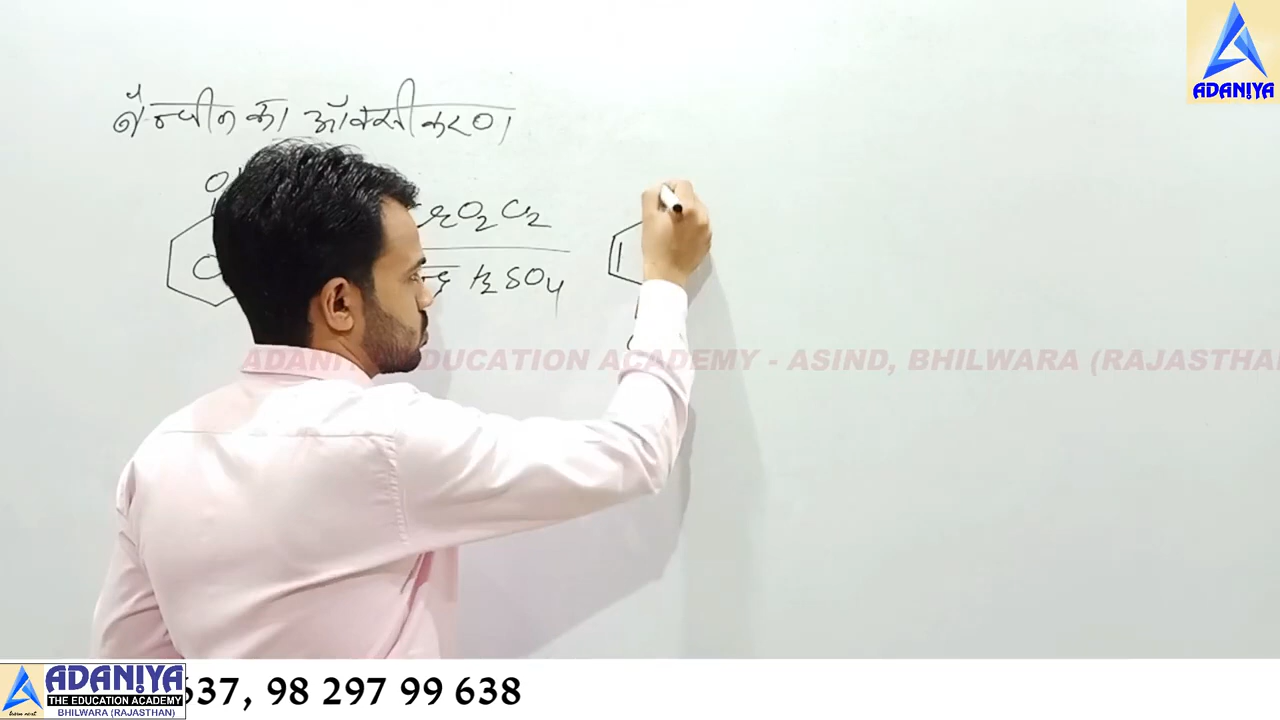 ADANIYA
बैन्जीन का ऑक्सीकरण
CrO2Cl2
H2SO4
ADANIYA EDUCATION ACADEMY - ASIND, BHILWARA (RAJASTHAN
ADANIYA
THE EDUCATION ACADEMY
BHILWARA (RAJASTHAN)
637, 98 297 99 638